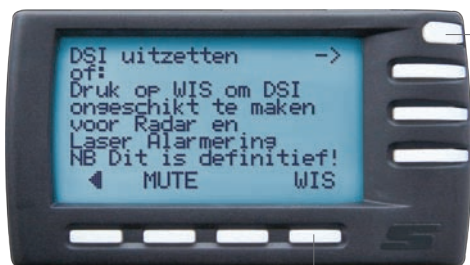 DSI uitzetten ->
of:
Druk op WIS om DSI
ongeschikt te maken
voor Radar en
Laser Alarmering
NB Dit is definitief!
◀ MUTE WIS